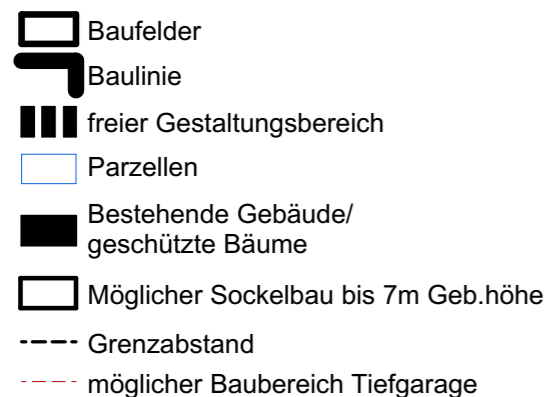 Baufelder
Baulinie
freier Gestaltungsbereich
Parzellen
Bestehende Gebäude/
geschützte Bäume
Möglicher Sockelbau bis 7m Geb.höhe
Grenzabstand
möglicher Baubereich Tiefgarage